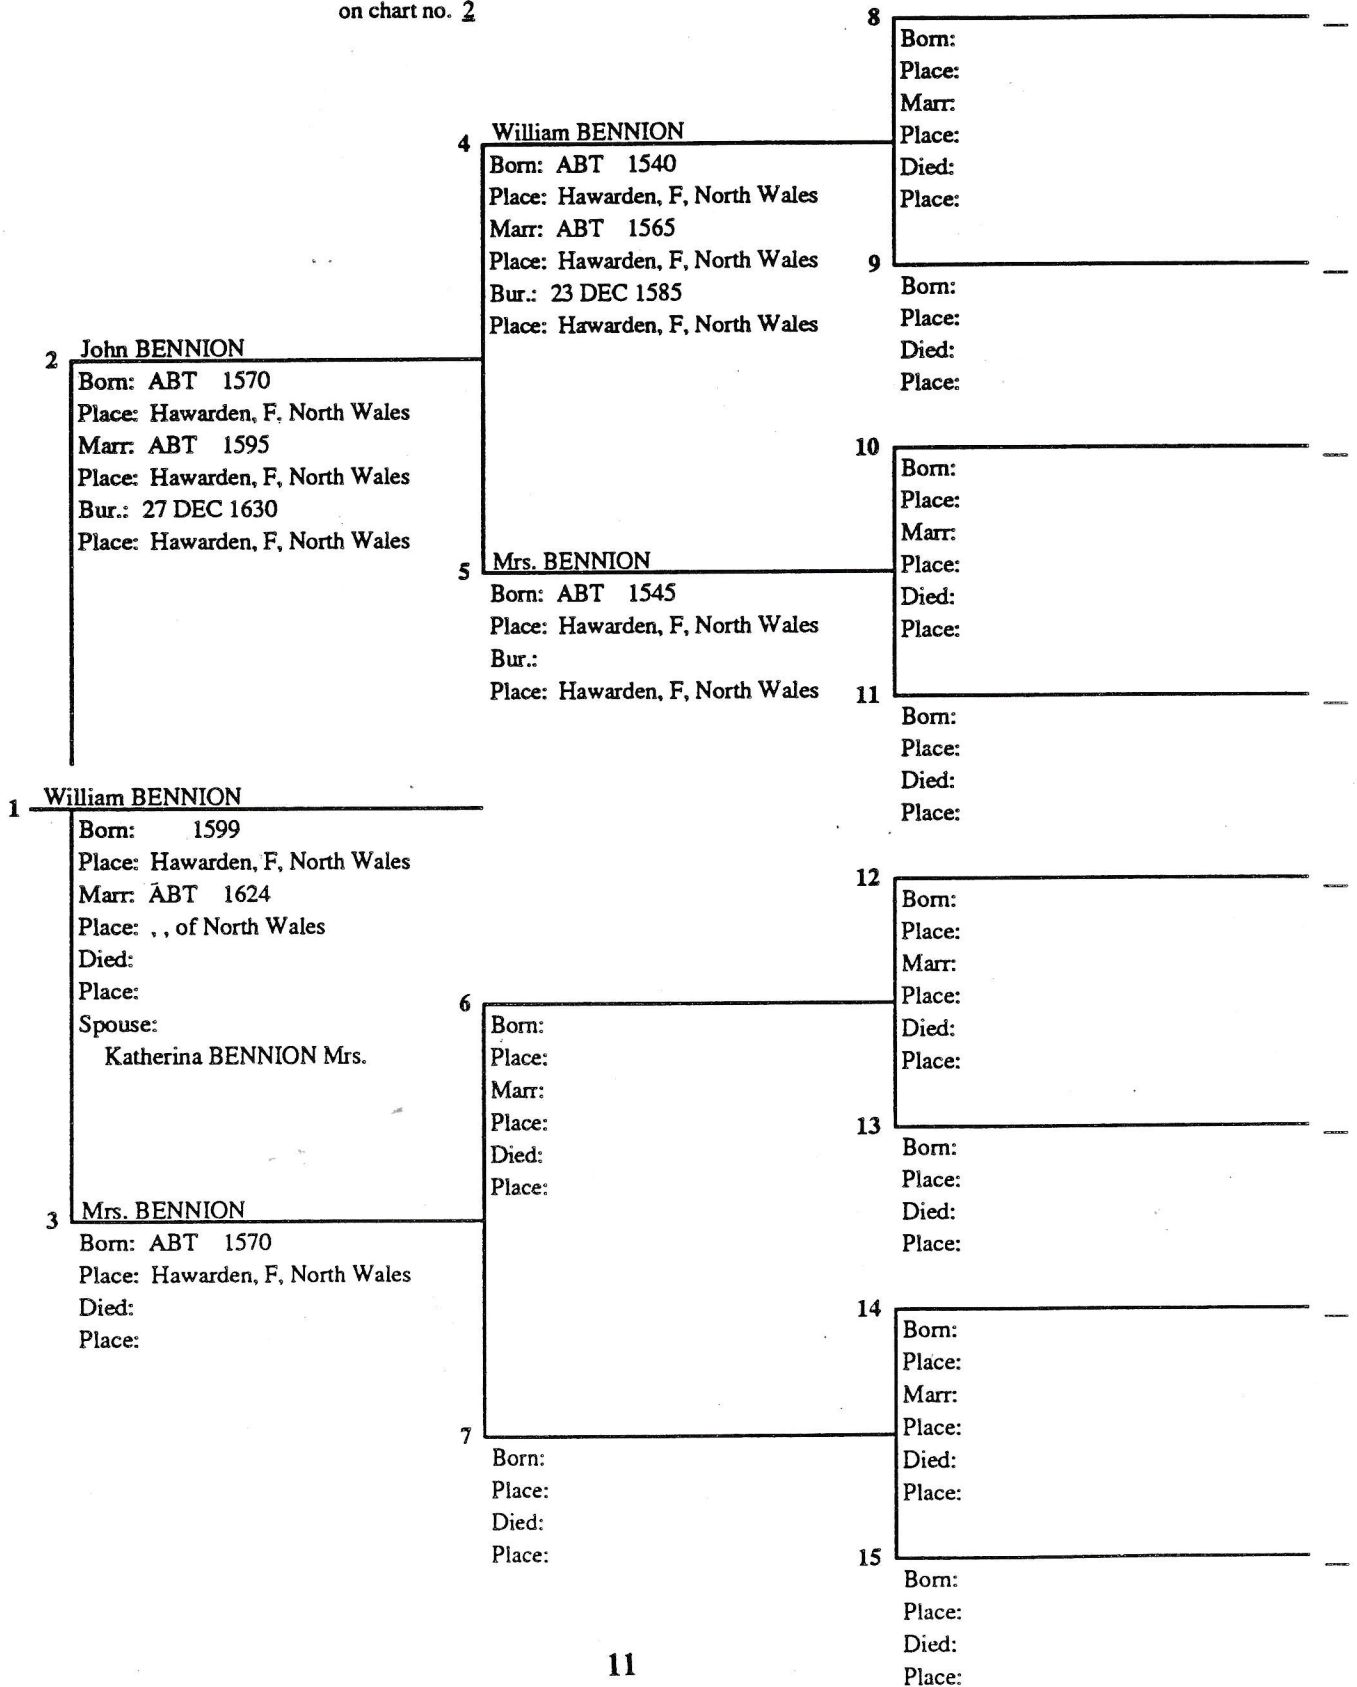 on chart no. 2
8
Born:
Place:
Marr:
Place:
Died:
Place:
4 William BENNION
Born: ABT 1540
Place: Hawarden, F, North Wales
Marr: ABT 1565
Place: Hawarden, F, North Wales
Bur.: 23 DEC 1585
Place: Hawarden, F, North Wales
9
Born:
Place:
Died:
Place:
2 John BENNION
Born: ABT 1570
Place: Hawarden, F, North Wales
Marr: ABT 1595
Place: Hawarden, F, North Wales
Bur.: 27 DEC 1630
Place: Hawarden, F, North Wales
10
Born:
Place:
Marr:
Place:
Died:
Place:
5 Mrs. BENNION
Born: ABT 1545
Place: Hawarden, F, North Wales
Bur.:
Place: Hawarden, F, North Wales
11
Born:
Place:
Died:
Place:
1 William BENNION
Born: 1599
Place: Hawarden, F, North Wales
Marr: ABT 1624
Place: , , of North Wales
Died:
Place:
Spouse:
Katherina BENNION Mrs.
12
Born:
Place:
Marr:
Place:
Died:
Place:
6
Born:
Place:
Marr:
Place:
Died:
Place:
13
Born:
Place:
Died:
Place:
3 Mrs. BENNION
Born: ABT 1570
Place: Hawarden, F, North Wales
Died:
Place:
14
Born:
Place:
Marr:
Place:
Died:
Place:
7
Born:
Place:
Died:
Place:
15
Born:
Place:
Died:
Place:
11